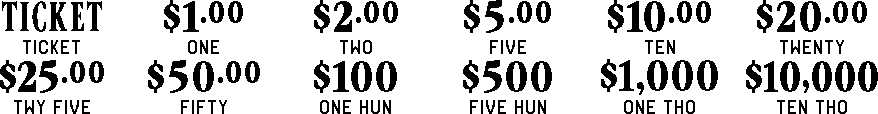 TICKET $1.00 $2.00 $5.00 $10.00 $20.00
TICKET ONE TWO FIVE TEN TWENTY
$25.00 $50.00 $100 $500 $1,000 $10,000
TWY FIVE FIFTY ONE HUN FIVE HUN ONE THO TEN THO